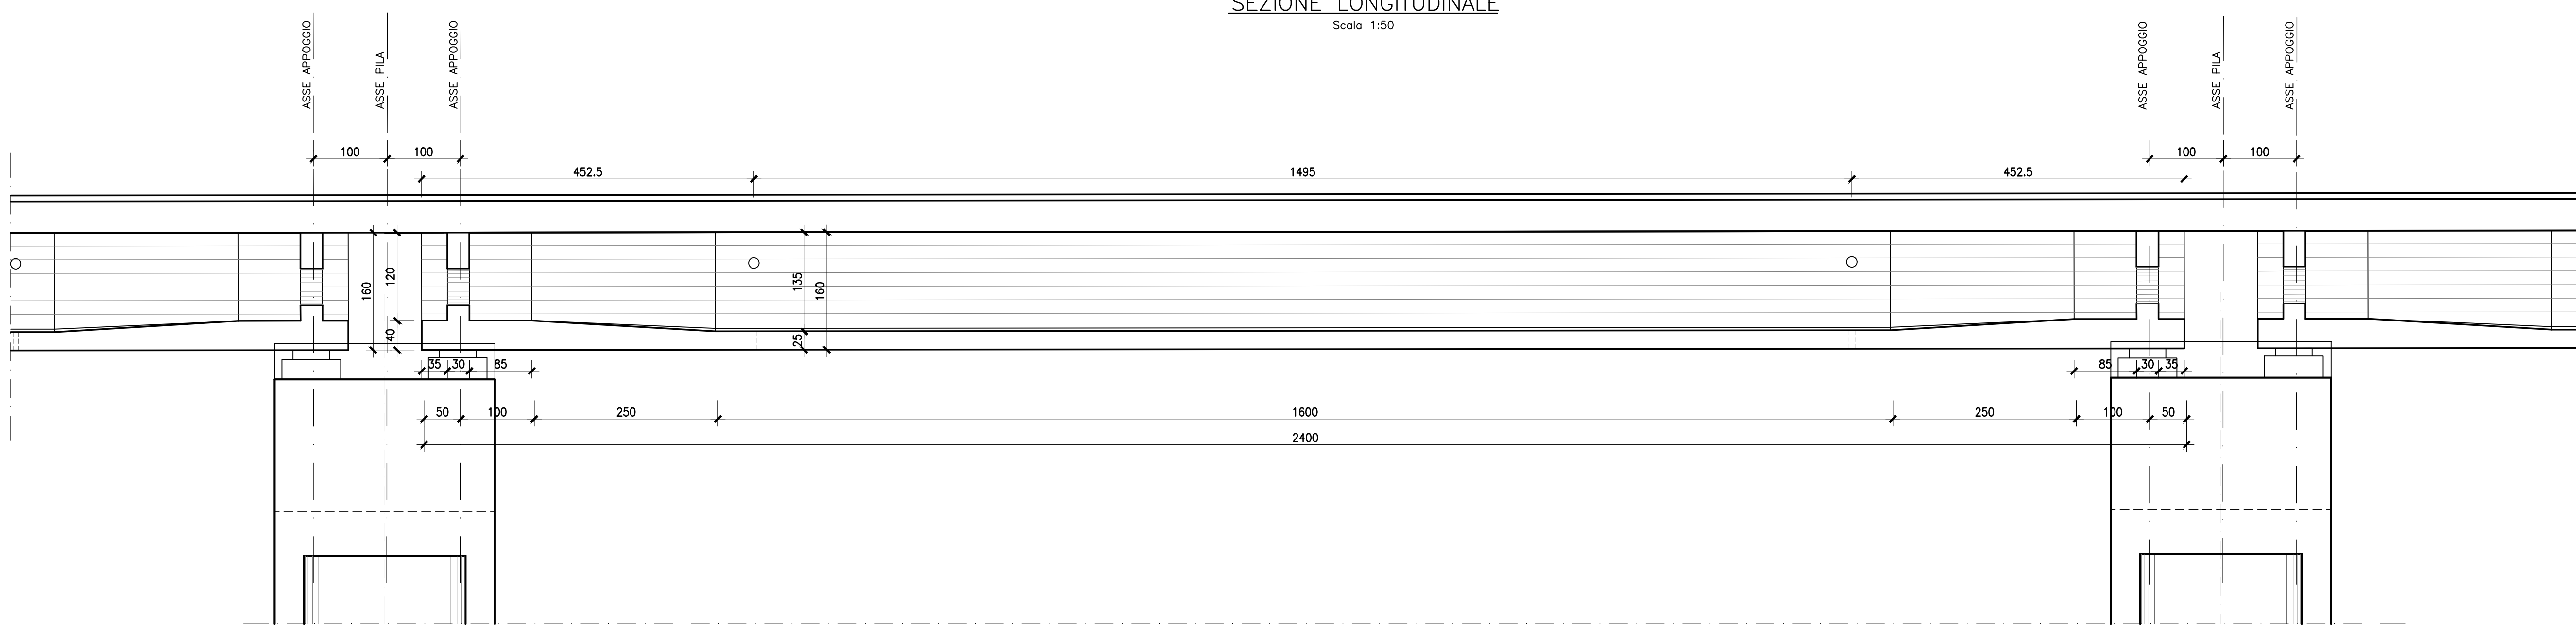 SEZIONE LONGITUDINALE
Scala 1:50
ASSE APPOGGIO
ASSE PILA
ASSE APPOGGIO
ASSE APPOGGIO
ASSE PILA
ASSE APPOGGIO
100 100 100 100
452.5 1495 452.5
160 120 40 135 25 160
35 30 85 85 30 35
50 100 250 1600 250 100 50
2400